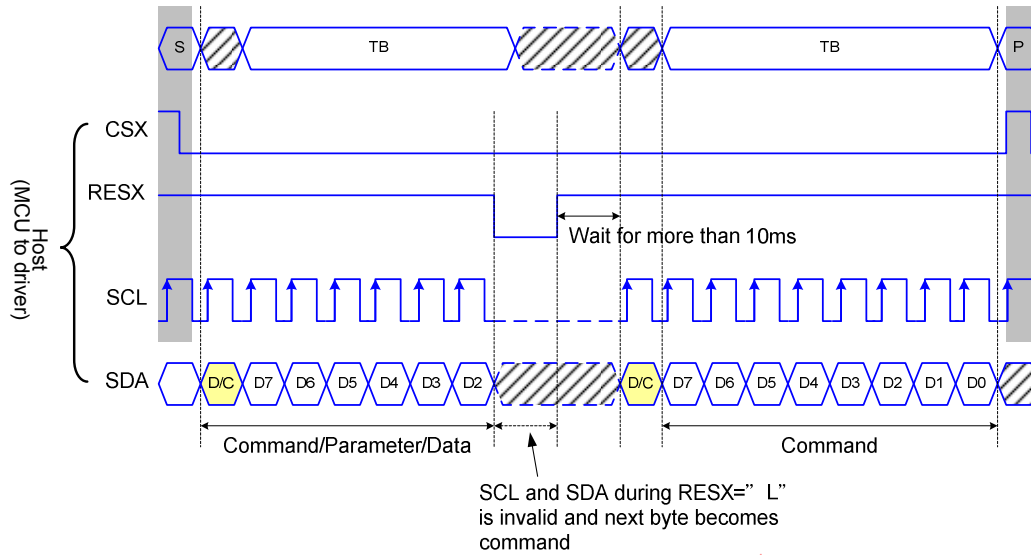 S TB TB P
CSX
RESX
Wait for more than 10ms
Host
(MCU to driver)
SCL
SDA D/C D7 D6 D5 D4 D3 D2 D/C D7 D6 D5 D4 D3 D2 D1 D0
Command/Parameter/Data Command
SCL and SDA during RESX=” L”
is invalid and next byte becomes
command